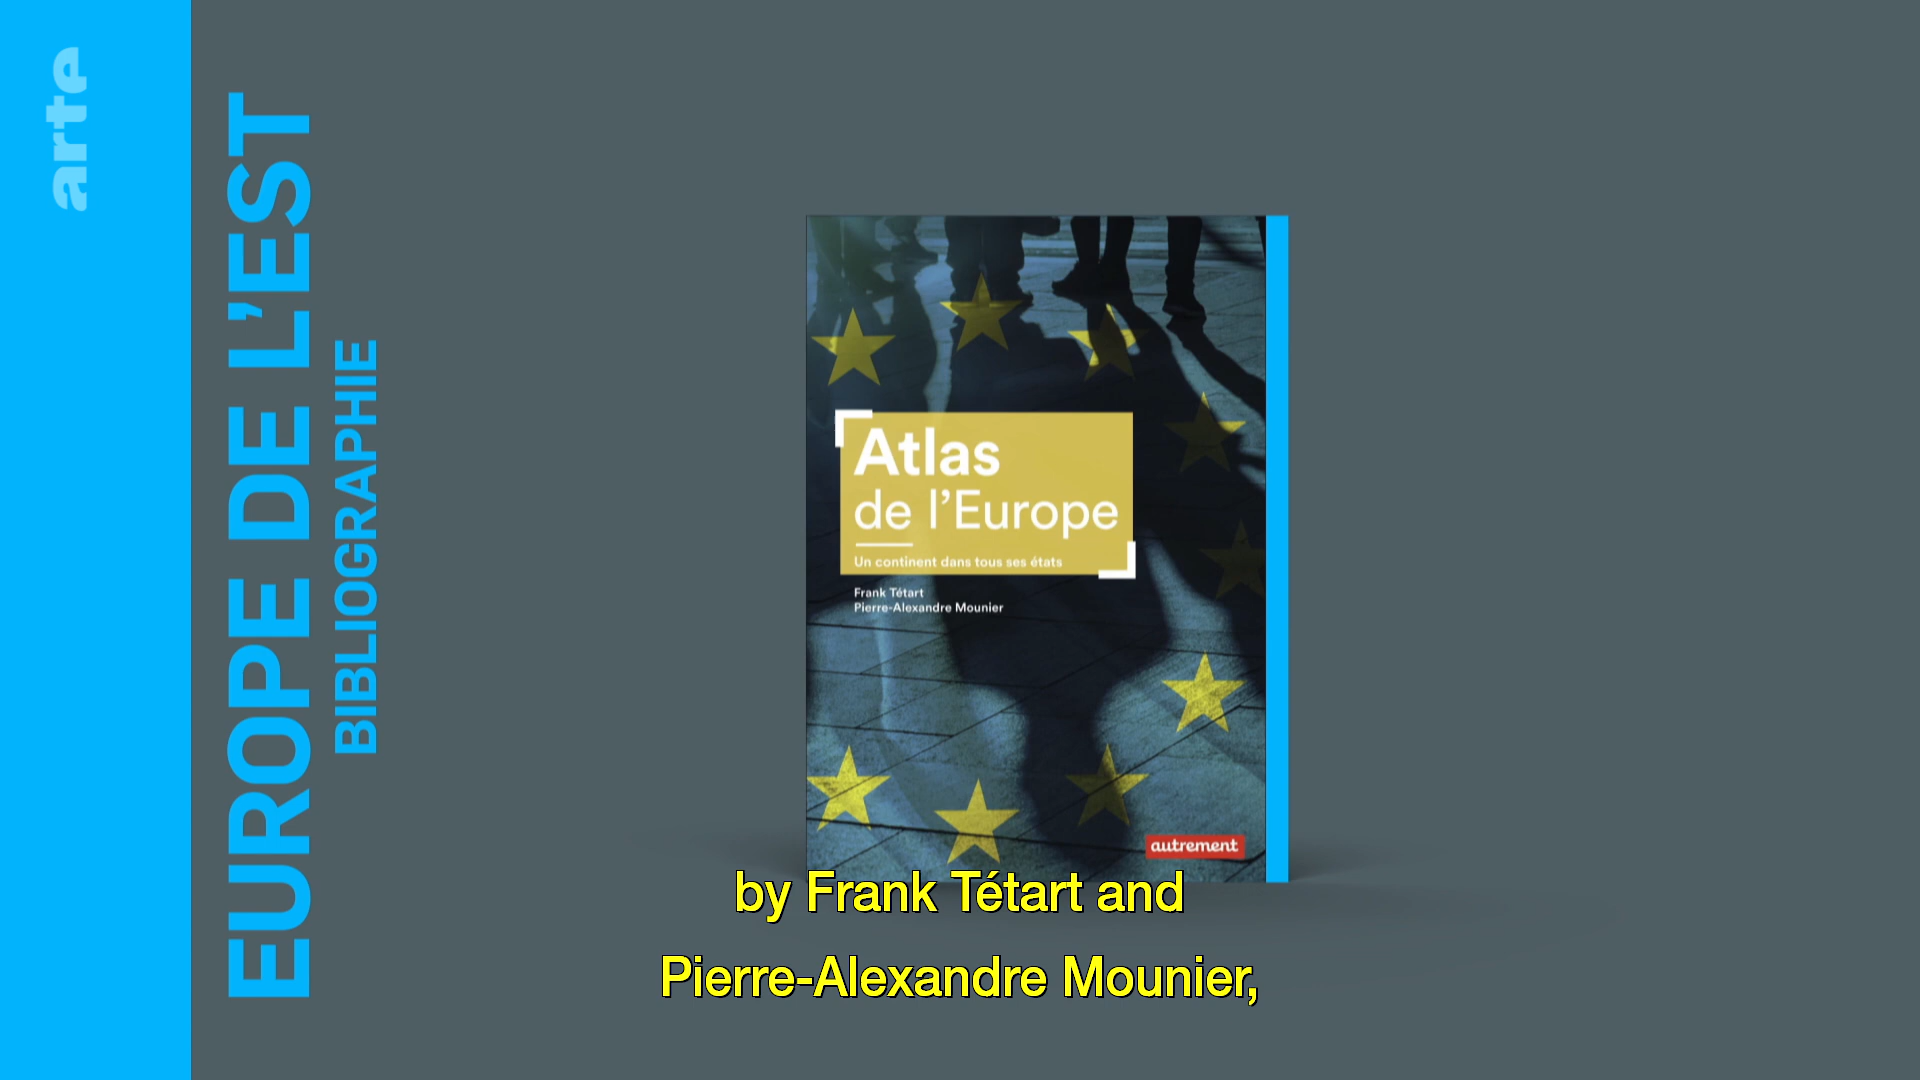 arte
EUROPE DE L'EST
BIBLIOGRAPHIE
Atlas
de l'Europe
Un continent dans tous ses états
Frank Tétart
Pierre-Alexandre Mounier
autrement
by Frank Tétart and
Pierre-Alexandre Mounier,